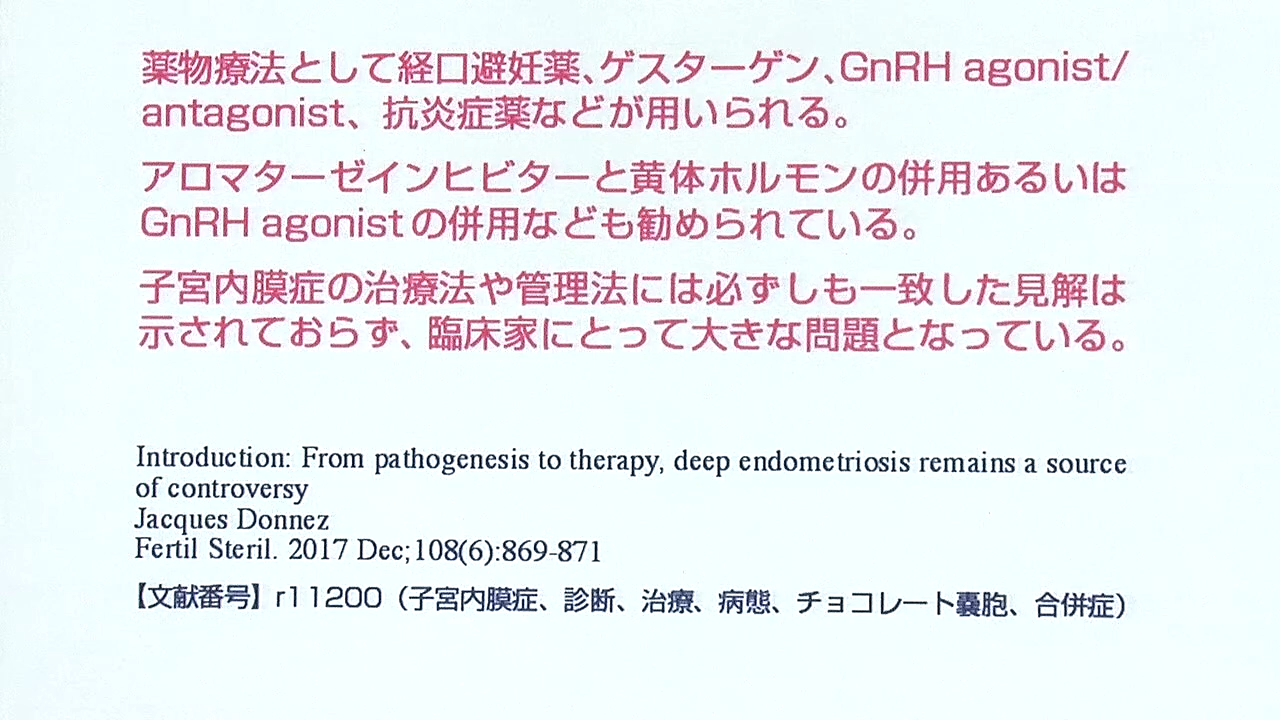 薬物療法として経口避妊薬、ゲスターゲン、GnRH agonist/
antagonist、抗炎症薬などが用いられる。
アロマターゼインヒビターと黄体ホルモンの併用あるいは
GnRH agonistの併用なども勧められている。
子宮内膜症の治療法や管理法には必ずしも一致した見解は
示されておらず、臨床家にとって大きな問題となっている。
Introduction: From pathogenesis to therapy, deep endometriosis remains a source
of controversy
Jacques Donnez
Fertil Steril. 2017 Dec;108(6):869-871
【文献番号】r11200（子宮内膜症、診断、治療、病態、チョコレート嚢胞、合併症）